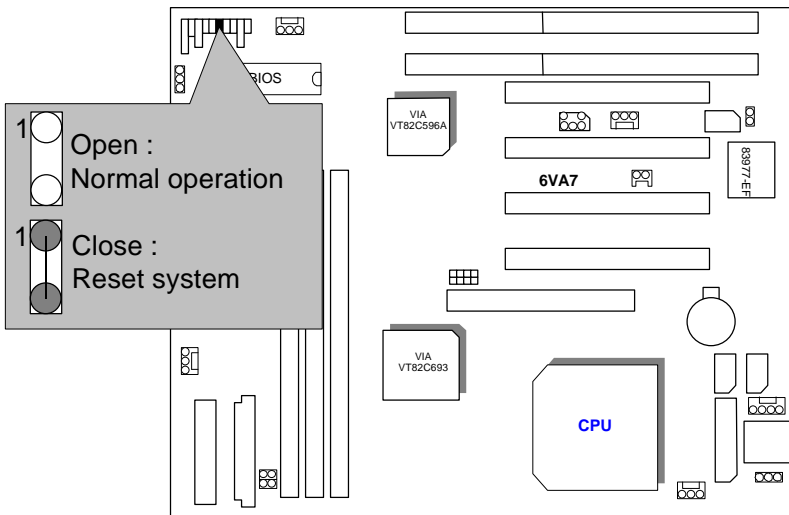 BIOS
VIA
VT82C596A
83977-EF
6VA7
1
Open :
Normal operation
1
Close :
Reset system
VIA
VT82C693
CPU